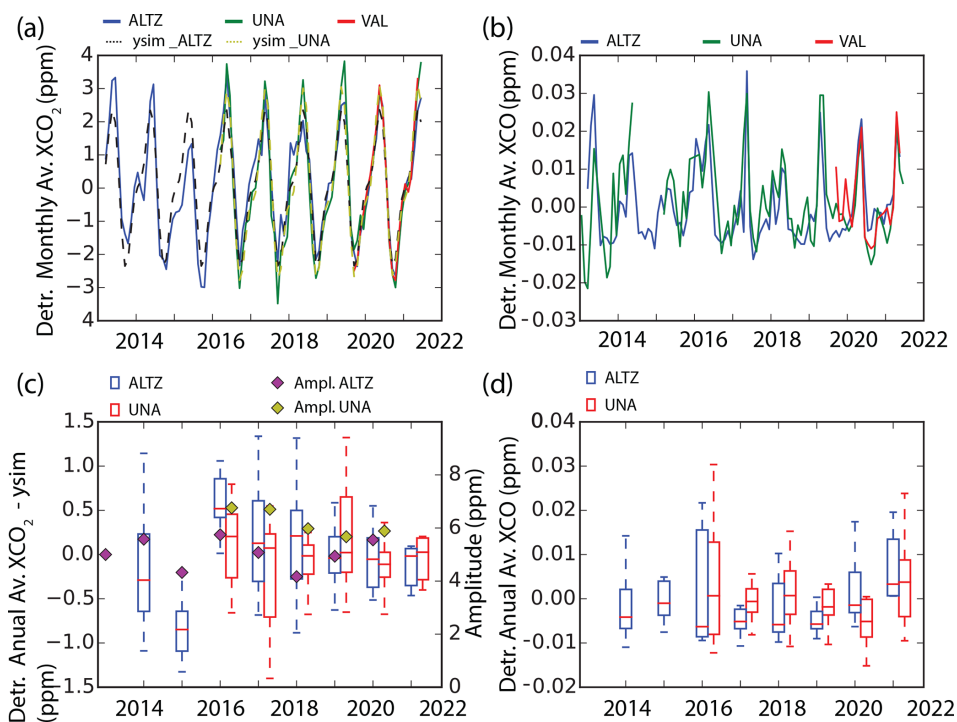 (a)
ALTZ UNA VAL
ysim _ALTZ ysim _UNA
Detr. Monthly Av. XCO2 (ppm)
4
3
2
1
0
−1
−2
−3
4
2014 2016 2018 2020 2022
(b)
ALTZ UNA VAL
Detr. Monthly Av. XCO (ppm)
0.04
0.03
0.02
0.01
0.00
-0.01
-0.02
-0.03
2014 2016 2018 2020 2022
(c)
ALTZ Ampl. ALTZ
UNA Ampl. UNA
Detr. Anual Av. XCO2 - ysim
(ppm)
1.5
1.0
0.5
0.0
−0.5
−1.0
1.5
Amplitude (ppm)
8
6
4
2
0
2014 2016 2018 2020 2022
(d)
ALTZ
UNA
Detr. Anual Av. XCO (ppm)
0.04
0.03
0.02
0.010
0.00
-0.01
-0.02
2014 2016 2018 2020 2022